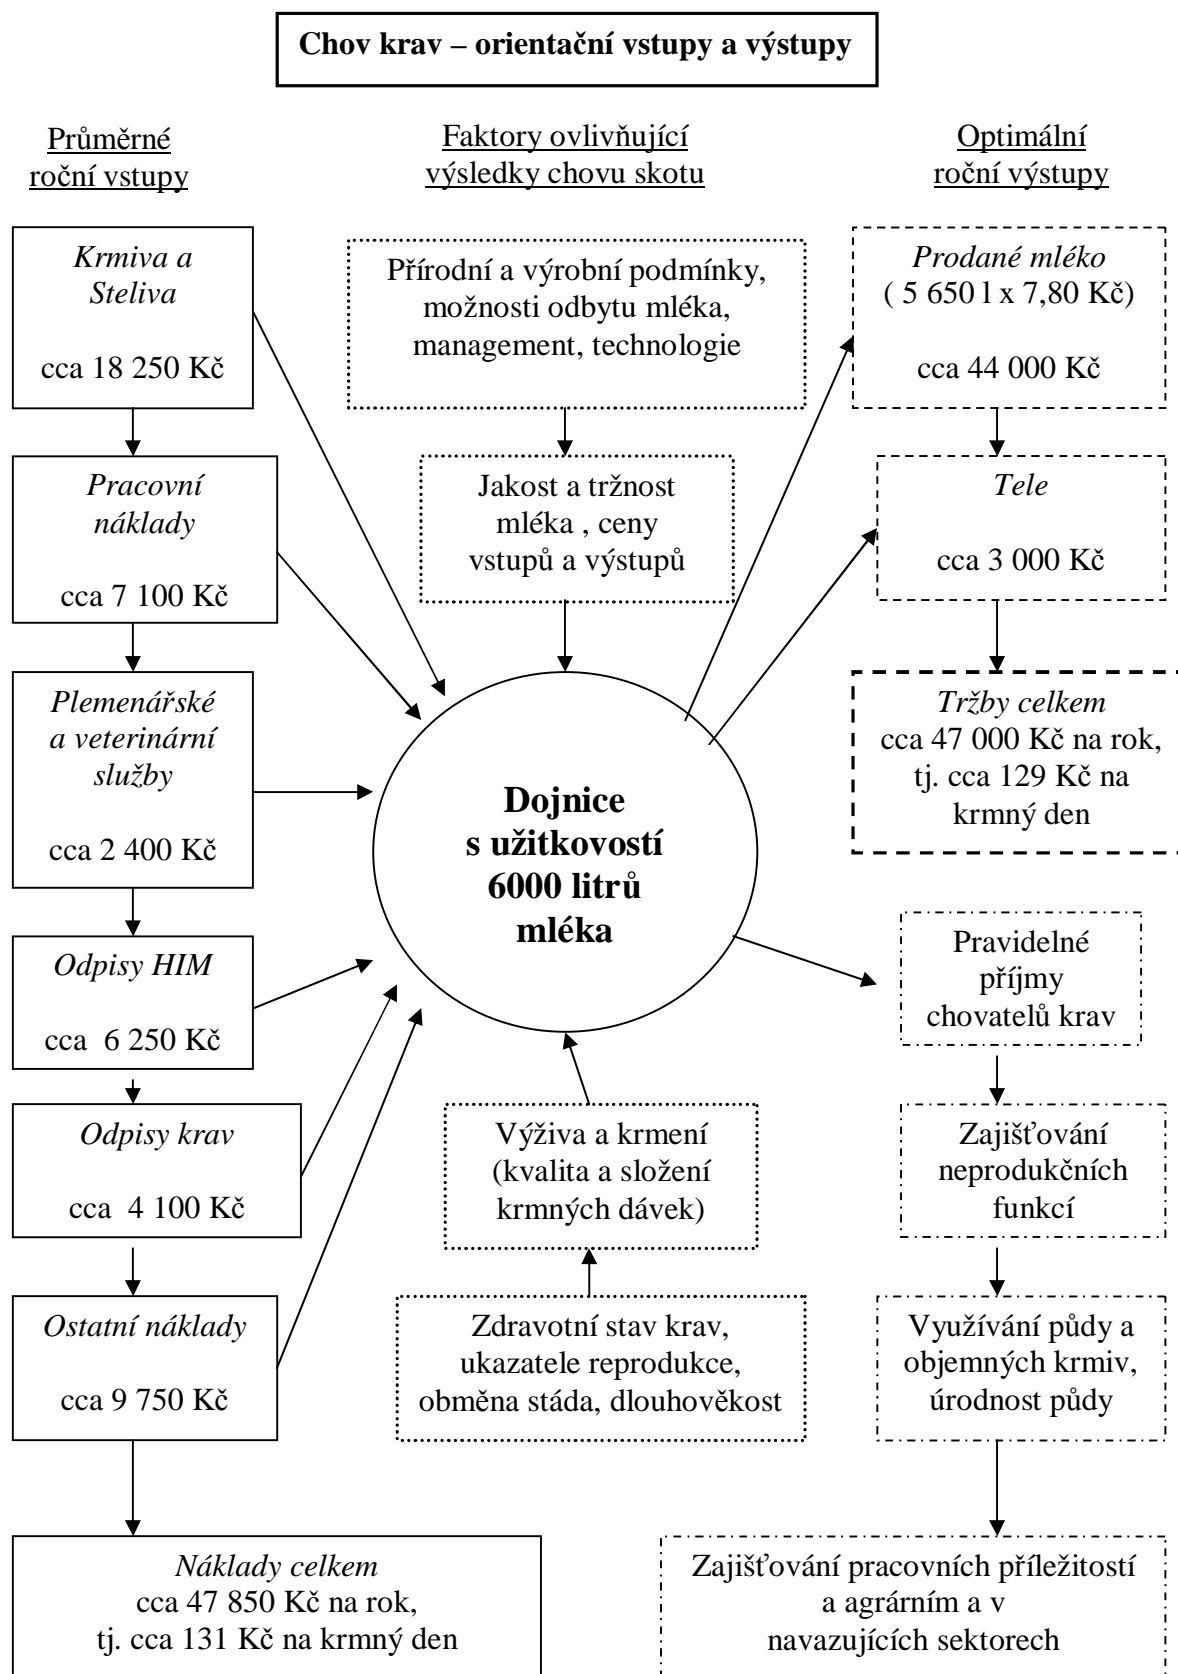 Chov krav – orientační vstupy a výstupy
Průměrné
roční vstupy
Faktory ovlivňující
výsledky chovu skotu
Optimální
roční výstupy
Krmiva a
Steliva
cca 18 250 Kč
Pracovní
náklady
cca 7 100 Kč
Plemenářské
a veterinární
služby
cca 2 400 Kč
Odpisy HIM
cca  6 250 Kč
Odpisy krav
cca  4 100 Kč
Ostatní náklady
cca 9 750 Kč
Náklady celkem
cca 47 850 Kč na rok,
tj. cca 131 Kč na krmný den
Přírodní a výrobní podmínky,
možnosti odbytu mléka,
management, technologie
Jakost a tržnost
mléka , ceny
vstupů a výstupů
Dojnice
s užitkovostí
6000 litrů
mléka
Výživa a krmení
(kvalita a složení
krmných dávek)
Zdravotní stav krav,
ukazatele reprodukce,
obměna stáda, dlouhověkost
Prodané mléko
( 5 650 l x 7,80 Kč)
cca 44 000 Kč
Tele
cca 3 000 Kč
Tržby celkem
cca 47 000 Kč na rok,
tj. cca 129 Kč na
krmný den
Pravidelné
příjmy
chovatelů krav
Zajišťování
neprodukčních
funkcí
Využívání půdy a
objemných krmiv,
úrodnost půdy
Zajišťování pracovních příležitostí
a agrárním a v
navazujících sektorech